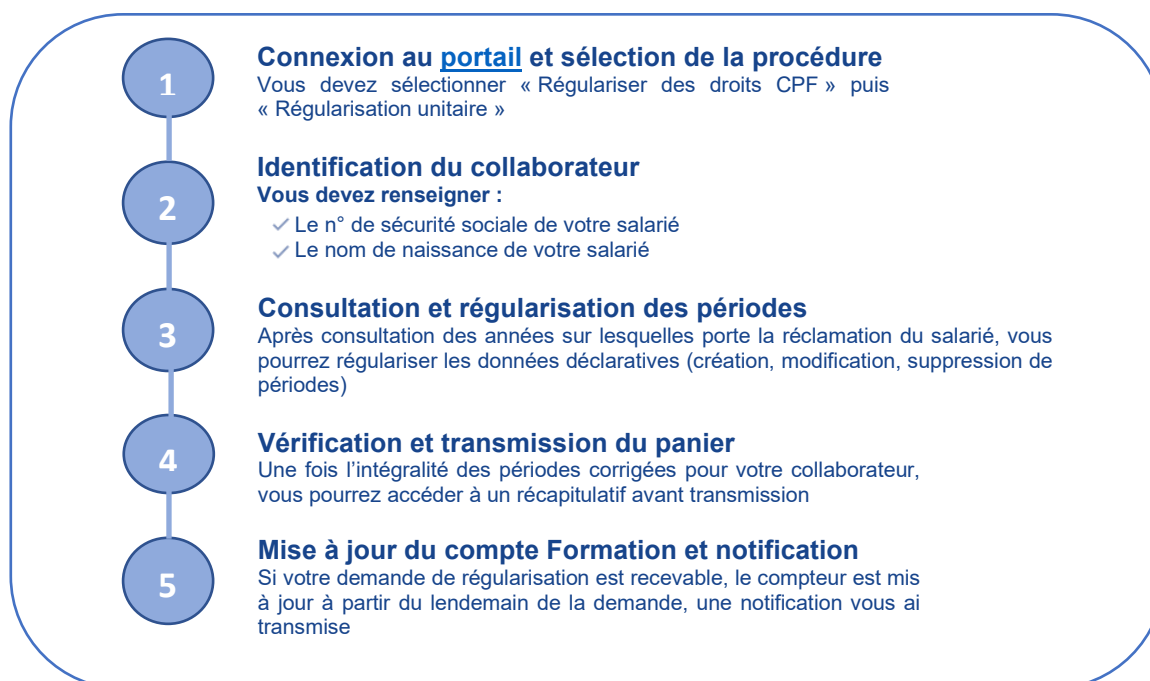 1
Connexion au portail et sélection de la procédure
Vous devez sélectionner « Régulariser des droits CPF » puis
« Régularisation unitaire »
2
Identification du collaborateur
Vous devez renseigner :
✓ Le n° de sécurité sociale de votre salarié
✓ Le nom de naissance de votre salarié
3
Consultation et régularisation des périodes
Après consultation des années sur lesquelles porte la réclamation du salarié, vous
pourrez régulariser les données déclaratives (création, modification, suppression de
périodes)
4
Vérification et transmission du panier
Une fois l’intégralité des périodes corrigées pour votre collaborateur,
vous pourrez accéder à un récapitulatif avant transmission
5
Mise à jour du compte Formation et notification
Si votre demande de régularisation est recevable, le compteur est mis
à jour à partir du lendemain de la demande, une notification vous ai
transmise